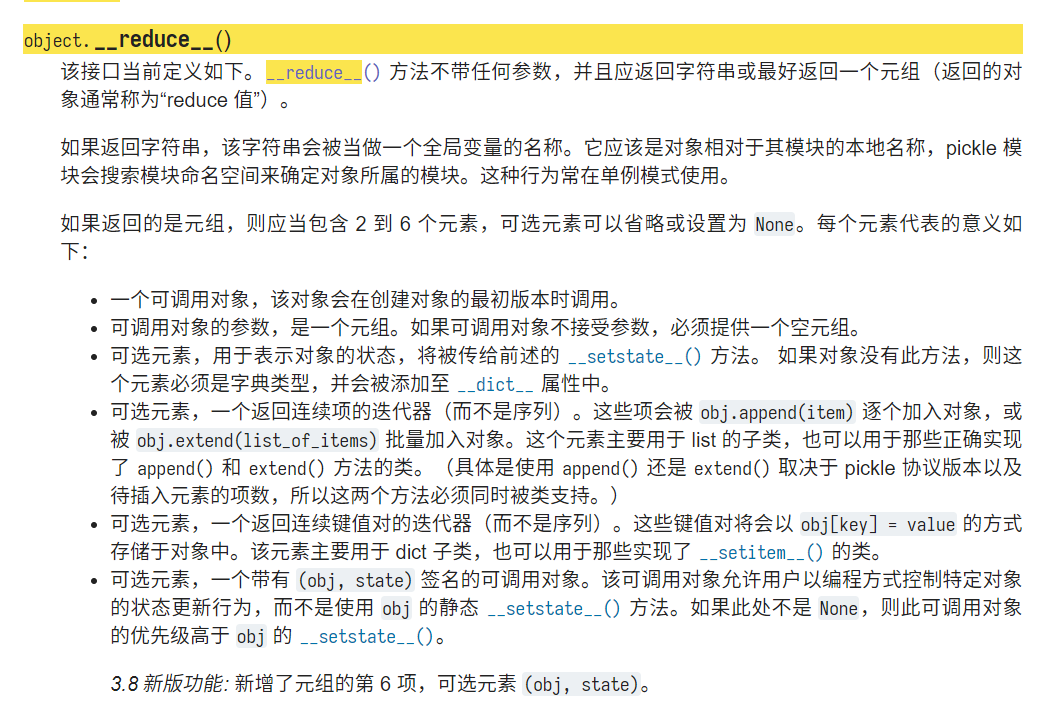 object.__reduce__()
该接口当前定义如下。__reduce__() 方法不带任何参数，并且应返回字符串或最好返回一个元组（返回的对
象通常称为“reduce 值”）。
如果返回字符串，该字符串会被当做一个全局变量的名称。它应该是对象相对于其模块的本地名称，pickle 模
块会搜索模块命名空间来确定对象所属的模块。这种行为常在单例模式使用。
如果返回的是元组，则应当包含 2 到 6 个元素，可选元素可以省略或设置为 None。每个元素代表的意义如
下：
• 一个可调用对象，该对象会在创建对象的最初版本时调用。
• 可调用对象的参数，是一个元组。如果可调用对象不接受参数，必须提供一个空元组。
• 可选元素，用于表示对象的状态，将被传给前述的 __setstate__() 方法。 如果对象没有此方法，则这
个元素必须是字典类型，并会被添加至 __dict__ 属性中。
• 可选元素，一个返回连续项的迭代器（而不是序列）。这些项会被 obj.append(item) 逐个加入对象，或
被 obj.extend(list_of_items) 批量加入对象。这个元素主要用于 list 的子类，也可以用于那些正确实现
了 append() 和 extend() 方法的类。（具体是使用 append() 还是 extend() 取决于 pickle 协议版本以及
待插入元素的项数，所以这两个方法必须同时被类支持。）
• 可选元素，一个返回连续键值对的迭代器（而不是序列）。这些键值对将会以 obj[key] = value 的方式
存储于对象中。该元素主要用于 dict 子类，也可以用于那些实现了 __setitem__() 的类。
• 可选元素，一个带有 (obj, state) 签名的可调用对象。该可调用对象允许用户以编程方式控制特定对象
的状态更新行为，而不是使用 obj 的静态 __setstate__() 方法。如果此处不是 None，则此可调用对象
的优先级高于 obj 的 __setstate__()。
3.8 新版功能: 新增了元组的第 6 项，可选元素 (obj, state)。